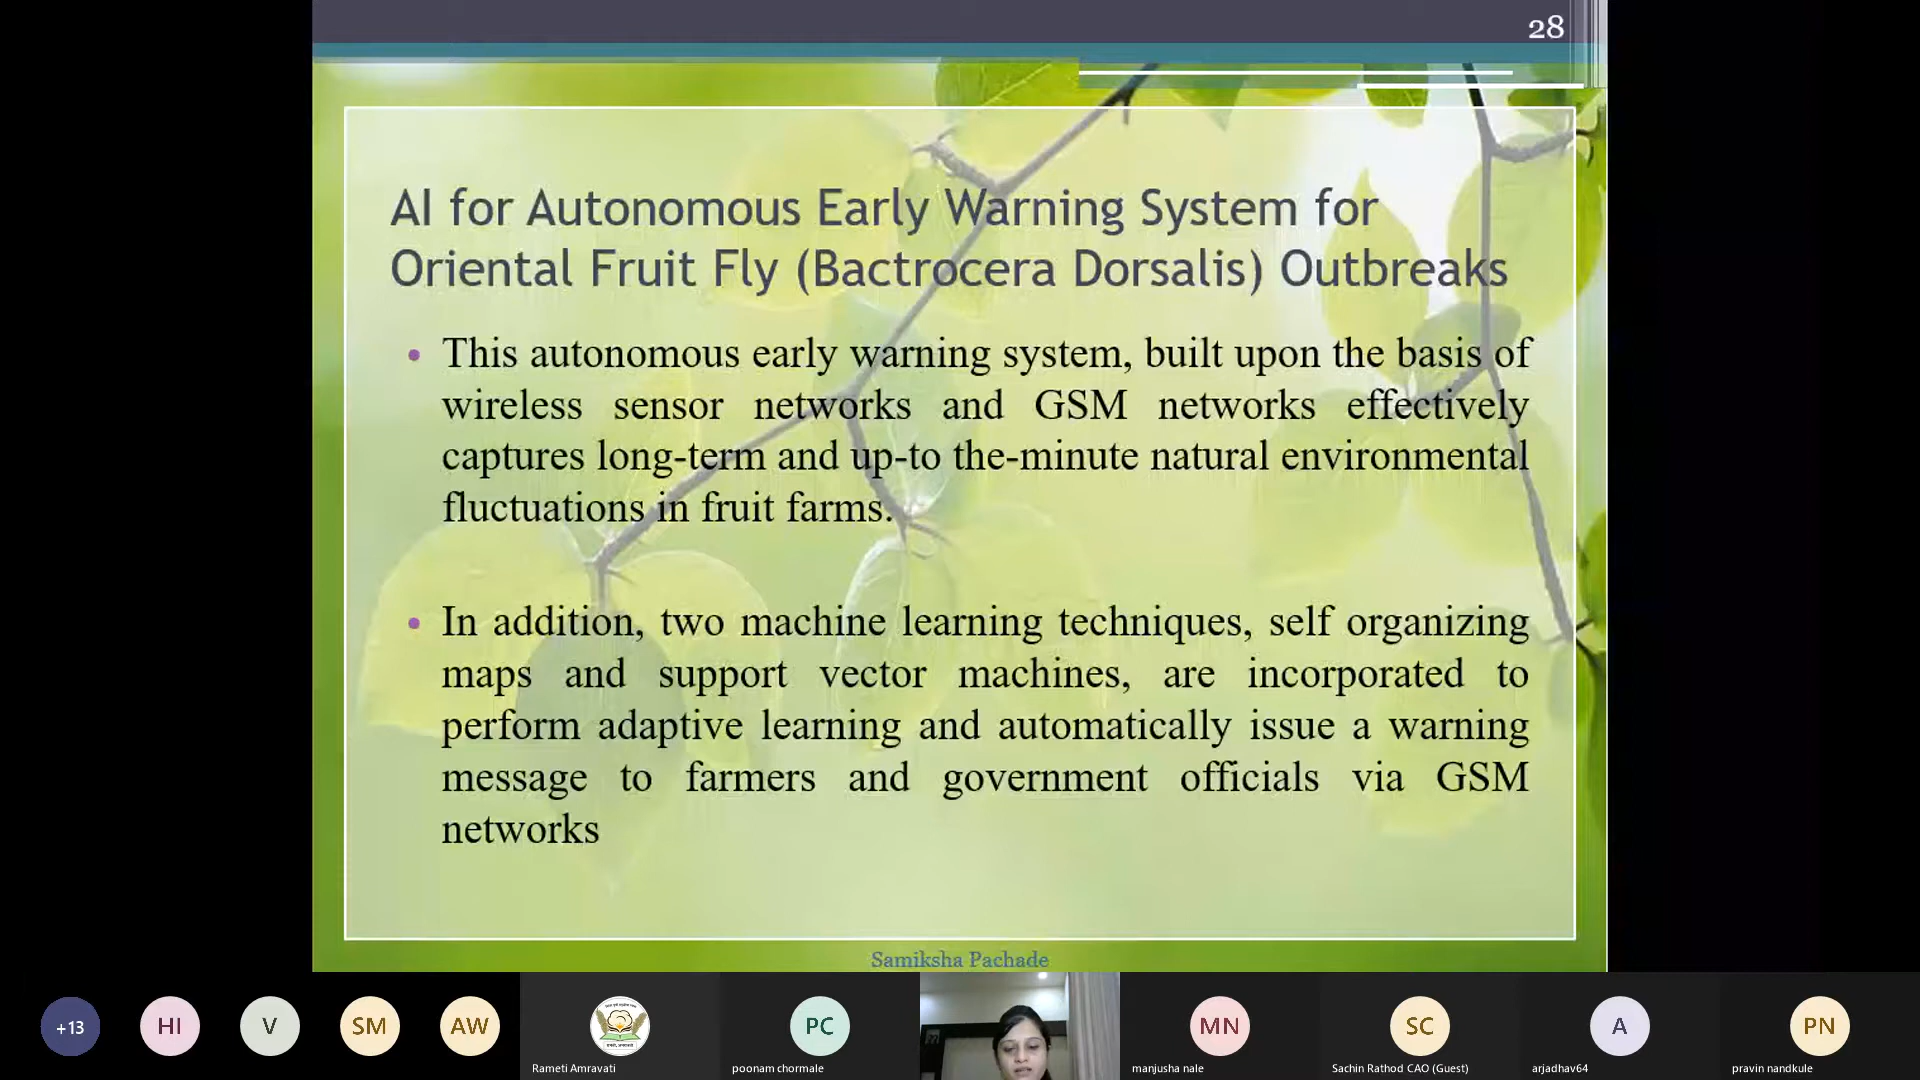 28
AI for Autonomous Early Warning System for
Oriental Fruit Fly (Bactrocera Dorsalis) Outbreaks
• This autonomous early warning system, built upon the basis of
wireless sensor networks and GSM networks effectively
captures long-term and up-to the-minute natural environmental
fluctuations in fruit farms.
• In addition, two machine learning techniques, self organizing
maps and support vector machines, are incorporated to
perform adaptive learning and automatically issue a warning
message to farmers and government officials via GSM
networks
Samiksha Pachade
+13 HI V SM AW PC MN SC A PN
Rameti Amravati poonam chormale manjusha nale Sachin Rathod CAO (Guest) arjadhav64 pravin nandkule